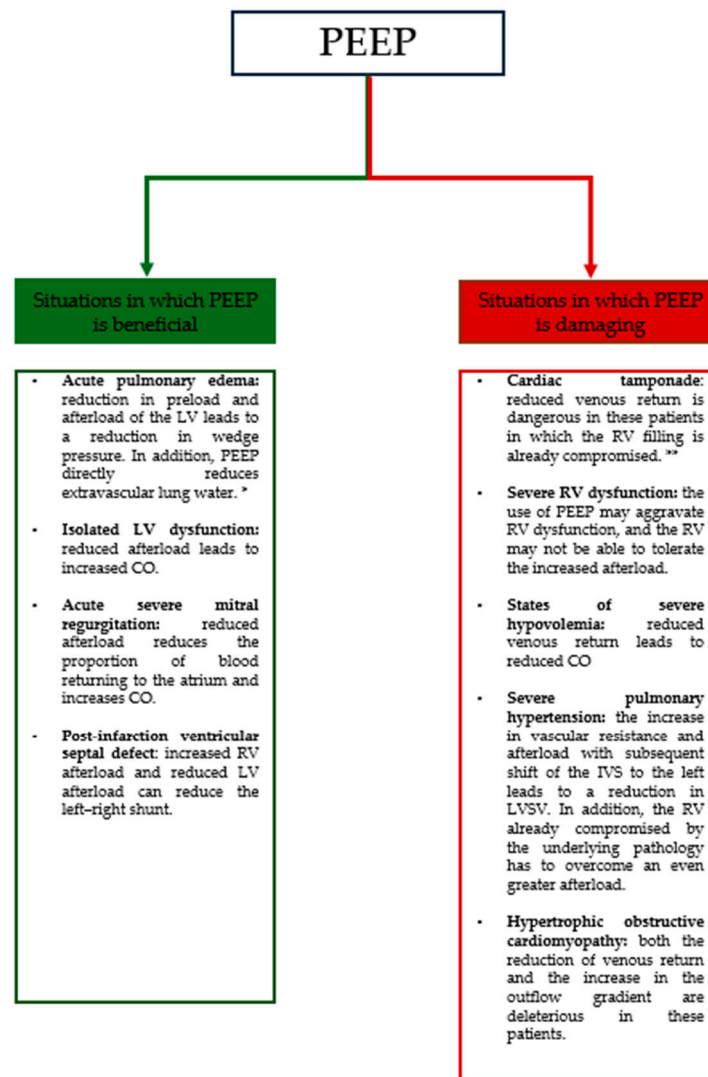 PEEP
Situations in which PEEP
is beneficial
- Acute pulmonary edema:
reduction in preload and
afterload of the LV leads to
a reduction in wedge
pressure. In addition, PEEP
directly reduces
extravascular lung water. *
- Isolated LV dysfunction:
reduced afterload leads to
increased CO.
- Acute severe mitral
regurgitation: reduced
afterload reduces the
proportion of blood
returning to the atrium and
increases CO.
- Post-infarction ventricular
septal defect: increased RV
afterload and reduced LV
afterload can reduce the
left–right shunt.
Situations in which PEEP
is damaging
- Cardiac tamponade:
reduced venous return is
dangerous in these patients
in which the RV filling is
already compromised. **
- Severe RV dysfunction: the
use of PEEP may aggravate
RV dysfunction, and the RV
may not be able to tolerate
the increased afterload.
- States of severe
hypovolemia: reduced
venous return leads to
reduced CO
- Severe pulmonary
hypertension: the increase
in vascular resistance and
afterload with subsequent
shift of the IVS to the left
leads to a reduction in
LVSV. In addition, the RV
already compromised by
the underlying pathology
has to overcome an even
greater afterload.
- Hypertrophic obstructive
cardiomyopathy: both the
reduction of venous return
and the increase in the
outflow gradient are
deleterious in these
patients.